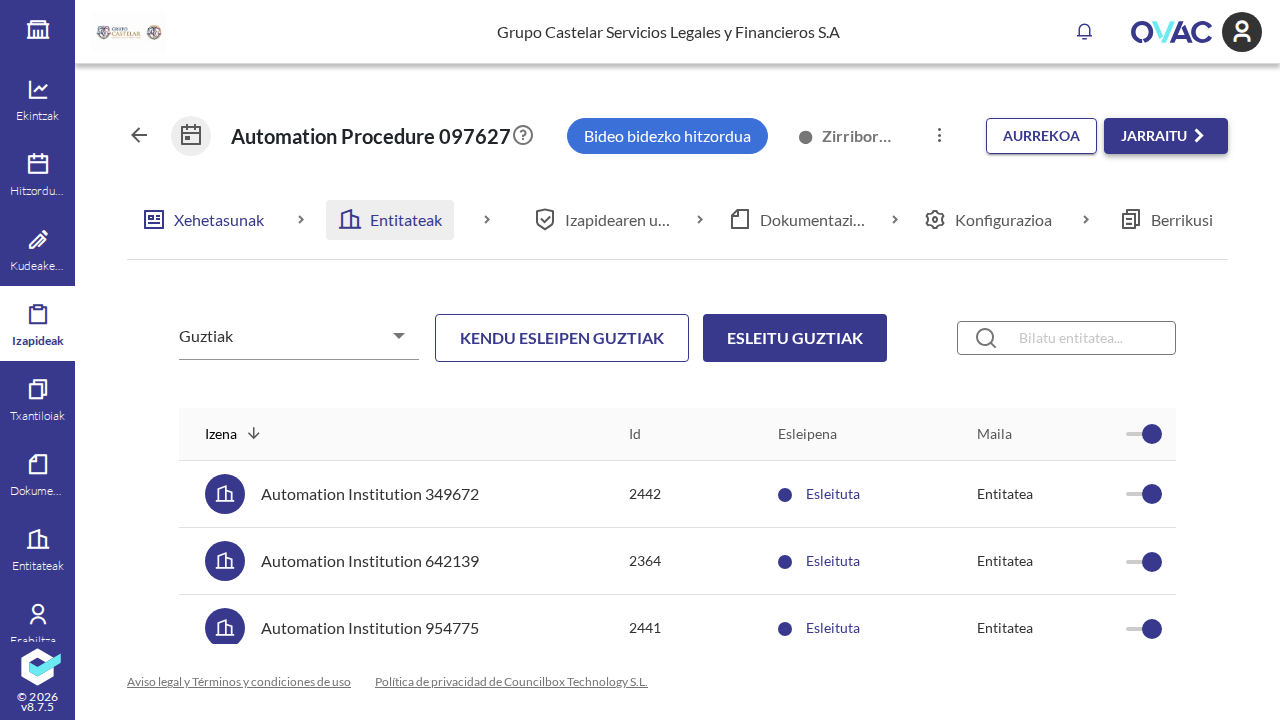 GRUPO
CASTELAR
Grupo Castelar Servicios Legales y Financieros S.A
OVAC
Ekintzak
Hitzordu...
Kudeake...
Izapideak
Txantiloiak
Dokume...
Entitateak
Erabiltza...
© 2026
v8.7.5
Automation Procedure 097627
Bideo bidezko hitzordua
Zirribor...
AURREKOA
JARRAITU
Xehetasunak
Entitateak
Izapidearen u...
Dokumentazi...
Konfigurazioa
Berrikusi
Guztiak
KENDU ESLEIPEN GUZTIAK
ESLEITU GUZTIAK
Bilatu entitatea...
Izena Id Esleipena Maila
Automation Institution 349672 2442 Esleituta Entitatea
Automation Institution 642139 2364 Esleituta Entitatea
Automation Institution 954775 2441 Esleituta Entitatea
Aviso legal y Términos y condiciones de uso
Política de privacidad de Councilbox Technology S.L.